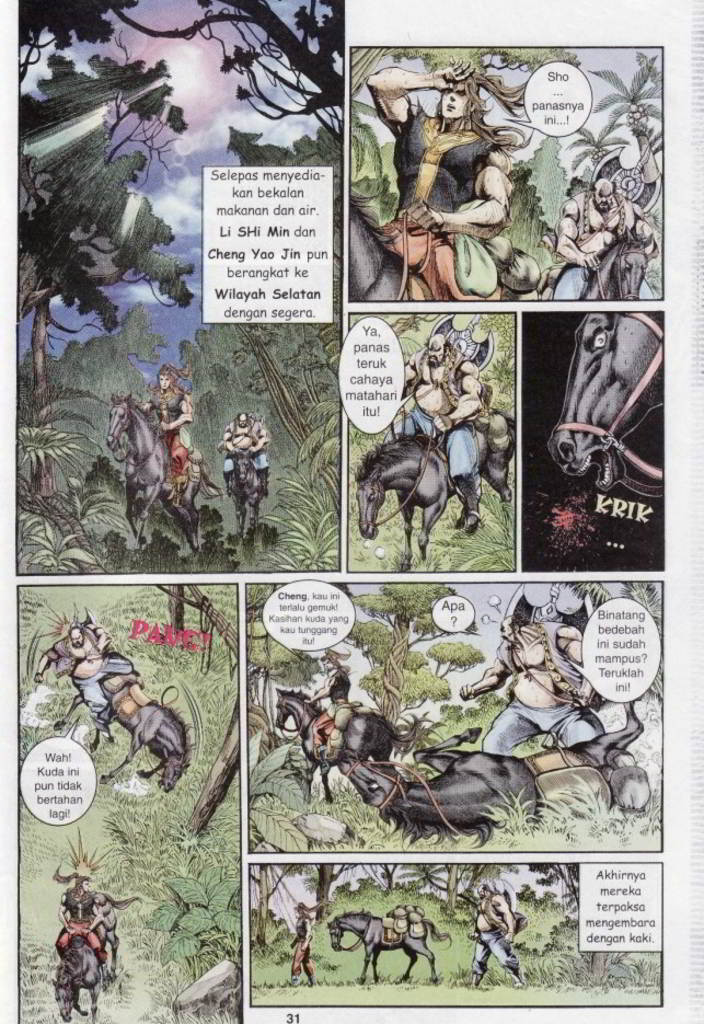 Selepas menyedia-
kan bekalan
makanan dan air.
Li SHi Min dan
Cheng Yao Jin pun
berangkat ke
Wilayah Selatan
dengan segera.
Sho
...
panasnya
ini...!
Ya,
panas
teruk
cahaya
matahari
itu!
KRIK
...
PANG!
Wah!
Kuda ini
pun tidak
bertahan
lagi!
Cheng, kau ini
terlalu gemuk!
Kasihan kuda yang
kau tunggang
itu!
Apa
?
Binatang
bedebah
ini sudah
mampus?
Teruklah
ini!
Akhirnya
mereka
terpaksa
mengembara
dengan kaki.
31